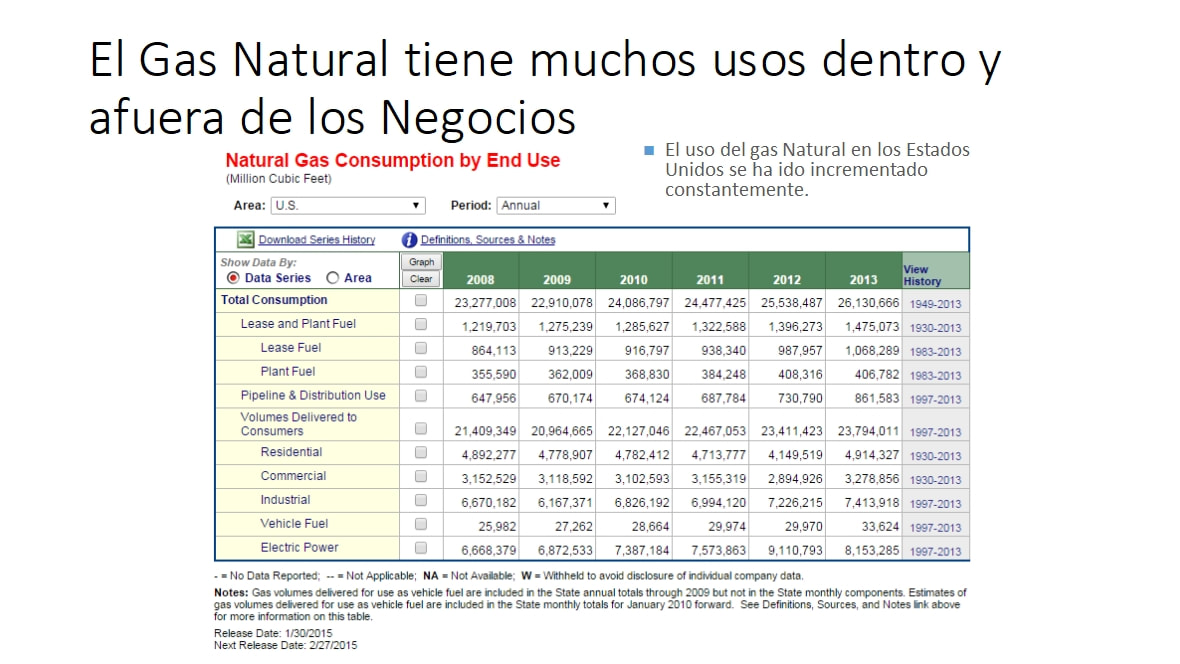 El Gas Natural tiene muchos usos dentro y
afuera de los Negocios
Natural Gas Consumption by End Use
(Million Cubic Feet)
Area: U.S. Period: Annual
El uso del gas Natural en los Estados
Unidos se ha ido incrementado
constantemente.
Download Series History Definitions, Sources & Notes
Show Data By:
Data Series Area
Graph
Clear
2008 2009 2010 2011 2012 2013 View History
Total Consumption 23,277,008 22,910,078 24,086,797 24,477,425 25,538,487 26,130,666 1949-2013
Lease and Plant Fuel 1,219,703 1,275,239 1,285,627 1,322,588 1,396,273 1,475,073 1930-2013
Lease Fuel 864,113 913,229 916,797 938,340 987,957 1,068,289 1983-2013
Plant Fuel 355,590 362,009 368,830 384,248 408,316 406,782 1983-2013
Pipeline & Distribution Use 647,956 670,174 674,124 687,784 730,790 861,583 1997-2013
Volumes Delivered to
Consumers 21,409,349 20,964,665 22,127,046 22,467,053 23,411,423 23,794,011 1997-2013
Residential 4,892,277 4,778,907 4,782,412 4,713,777 4,149,519 4,914,327 1930-2013
Commercial 3,152,529 3,118,592 3,102,593 3,155,319 2,894,926 3,278,856 1930-2013
Industrial 6,670,182 6,167,371 6,826,192 6,994,120 7,226,215 7,413,918 1997-2013
Vehicle Fuel 25,982 27,262 28,664 29,974 29,970 33,624 1997-2013
Electric Power 6,668,379 6,872,533 7,387,184 7,573,863 9,110,793 8,153,285 1997-2013
- = No Data Reported; -- = Not Applicable; NA = Not Available; W = Withheld to avoid disclosure of individual company data.
Notes: Gas volumes delivered for use as vehicle fuel are included in the State annual totals through 2009 but not in the State monthly components. Estimates of
gas volumes delivered for use as vehicle fuel are included in the State monthly totals for January 2010 forward. See Definitions, Sources, and Notes link above
for more information on this table.
Release Date: 1/30/2015
Next Release Date: 2/27/2015